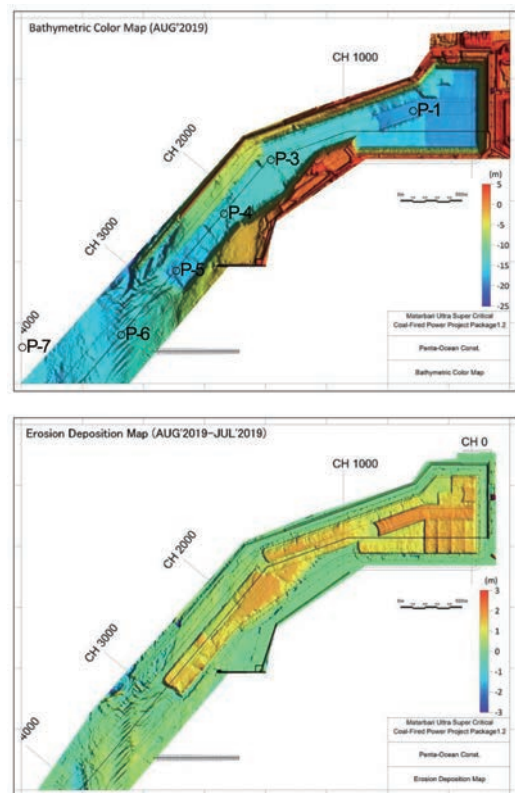 Bathymetric Color Map (AUG'2019)
CH 0
CH 1000
P-1
CH 2000
P-3
P-4
CH 3000
P-5
P-6
4000
P-7
(m)
5
0
-5
-10
-15
-20
-25
Matarbari Ultra Super Critical
Coal-Fired Power Project Package1.2
Penta-Ocean Const.
Bathymetric Color Map
Erosion Deposition Map (AUG'2019-JUL'2019)
CH 0
CH 1000
CH 2000
CH 3000
4000
(m)
3
2
1
0
-1
-2
-3
Matarbari Ultra Super Critical
Coal-Fired Power Project Package1.2
Penta-Ocean Const.
Erosion Deposition Map